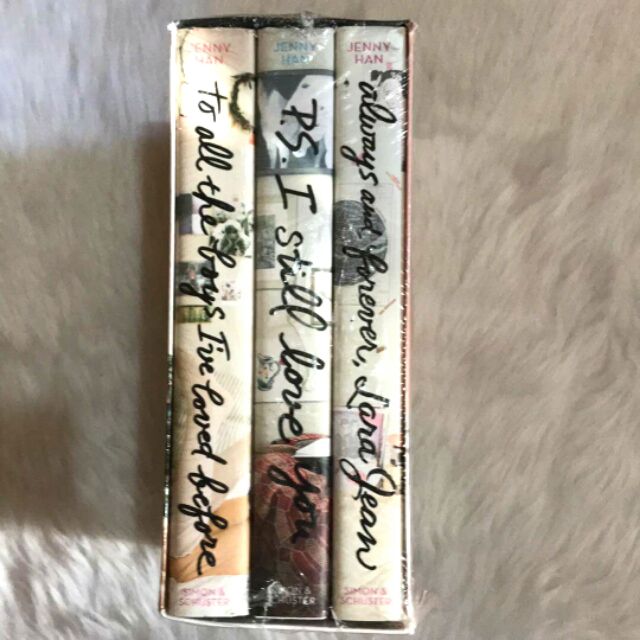 JENNY
HAN
to all the boys I've loved before
SIMON &
SCHUSTER
JENNY
HAN
PS I still love you
SIMON &
SCHUSTER
JENNY
HAN
always and forever, Lara Jean
SIMON &
SCHUSTER